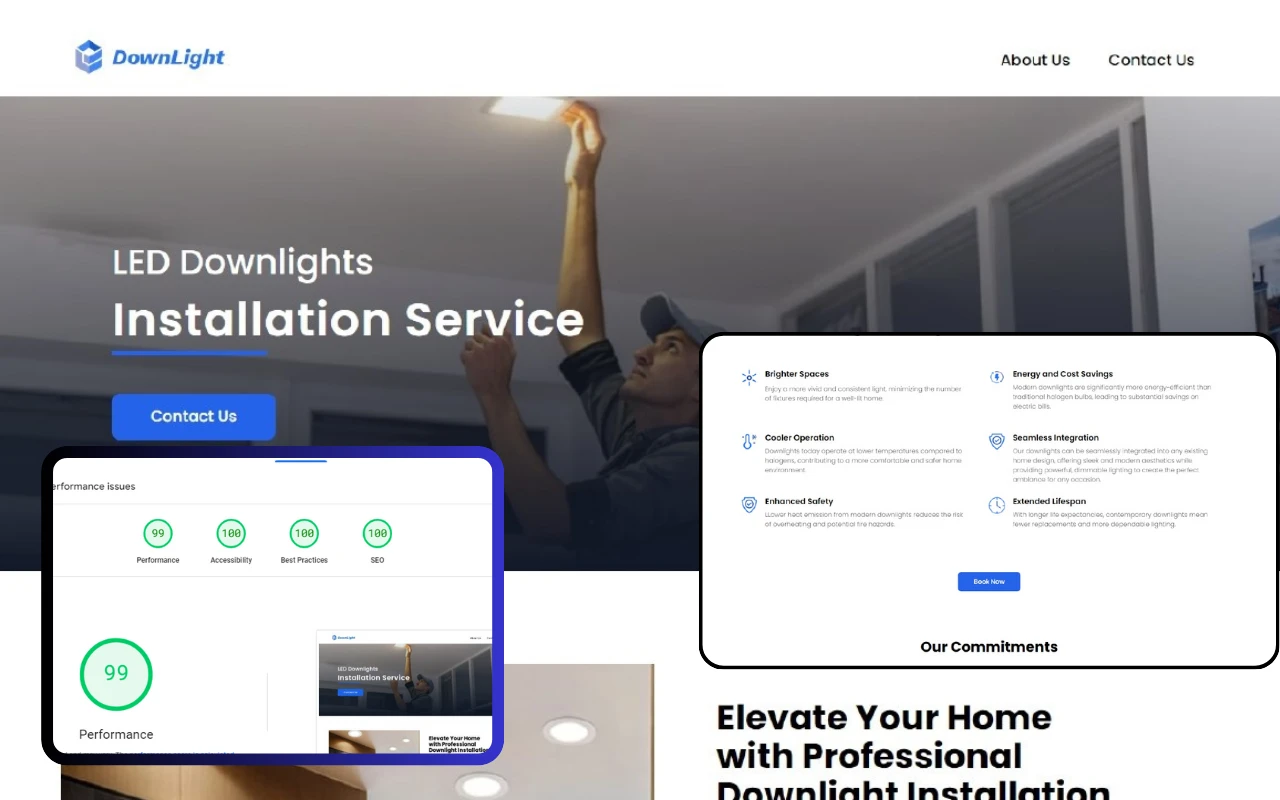 DownLight
About Us
Contact Us
LED Downlights
Installation Service
Contact Us
Brighter Spaces
Enjoy a more vivid and consistent light, minimizing the number
of fixtures required for a well-lit home.
Energy and Cost Savings
Modern downlights are significantly more energy-efficient than
traditional halogen bulbs, leading to substantial savings on
electric bills.
Cooler Operation
Downlights today operate at lower temperatures compared to
halogens, contributing to a more comfortable and safer home
environment.
Seamless Integration
Our downlights can be seamlessly integrated into any existing
home design, offering sleek and modern aesthetics while
providing powerful, dimmable lighting to create the perfect
ambiance for any occasion.
Enhanced Safety
Lower heat emission from modern downlights reduces the risk
of overheating and potential fire hazards.
Extended Lifespan
With longer life expectancies, contemporary downlights mean
fewer replacements and more dependable lighting.
Book Now
Our Commitments
erformance issues
99
100
100
100
Performance
Accessibility
Best Practices
SEO
99
Performance
DownLight
LED Downlights
Installation Service
Elevate Your Home
with Professional
Downlight Installation
Elevate Your Home
with Professional
Downlight Installation